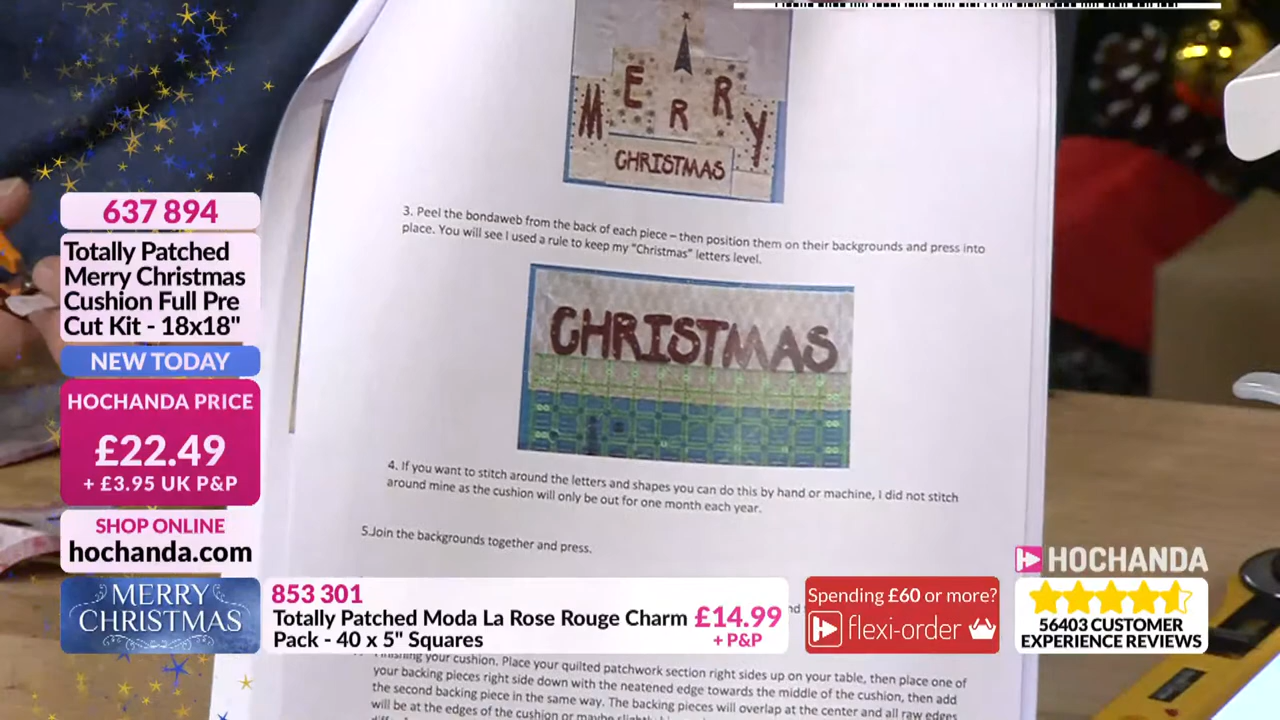 MERRY
CHRISTMAS
3. Peel the bondaweb from the back of each piece – then position them on their backgrounds and press into
place. You will see I used a rule to keep my "Christmas" letters level.
CHRISTMAS
4. If you want to stitch around the letters and shapes you can do this by hand or machine, I did not stitch
around mine as the cushion will only be out for one month each year.
5.Join the backgrounds together and press.
finishing your cushion. Place your quilted patchwork section right sides up on your table, then place one of
your backing pieces right side down with the neatened edge towards the middle of the cushion, then add
the second backing piece in the same way. The backing pieces will overlap at the center and all raw edges
will be at the edges of the cushion or maybe
637 894
Totally Patched
Merry Christmas
Cushion Full Pre
Cut Kit - 18x18"
NEW TODAY
HOCHANDA PRICE
£22.49
+ £3.95 UK P&P
SHOP ONLINE
hochanda.com
MERRY
CHRISTMAS
853 301
Totally Patched Moda La Rose Rouge Charm
Pack - 40 x 5" Squares
£14.99
+ P&P
Spending £60 or more?
flexi-order
HOCHANDA
56403 CUSTOMER
EXPERIENCE REVIEWS